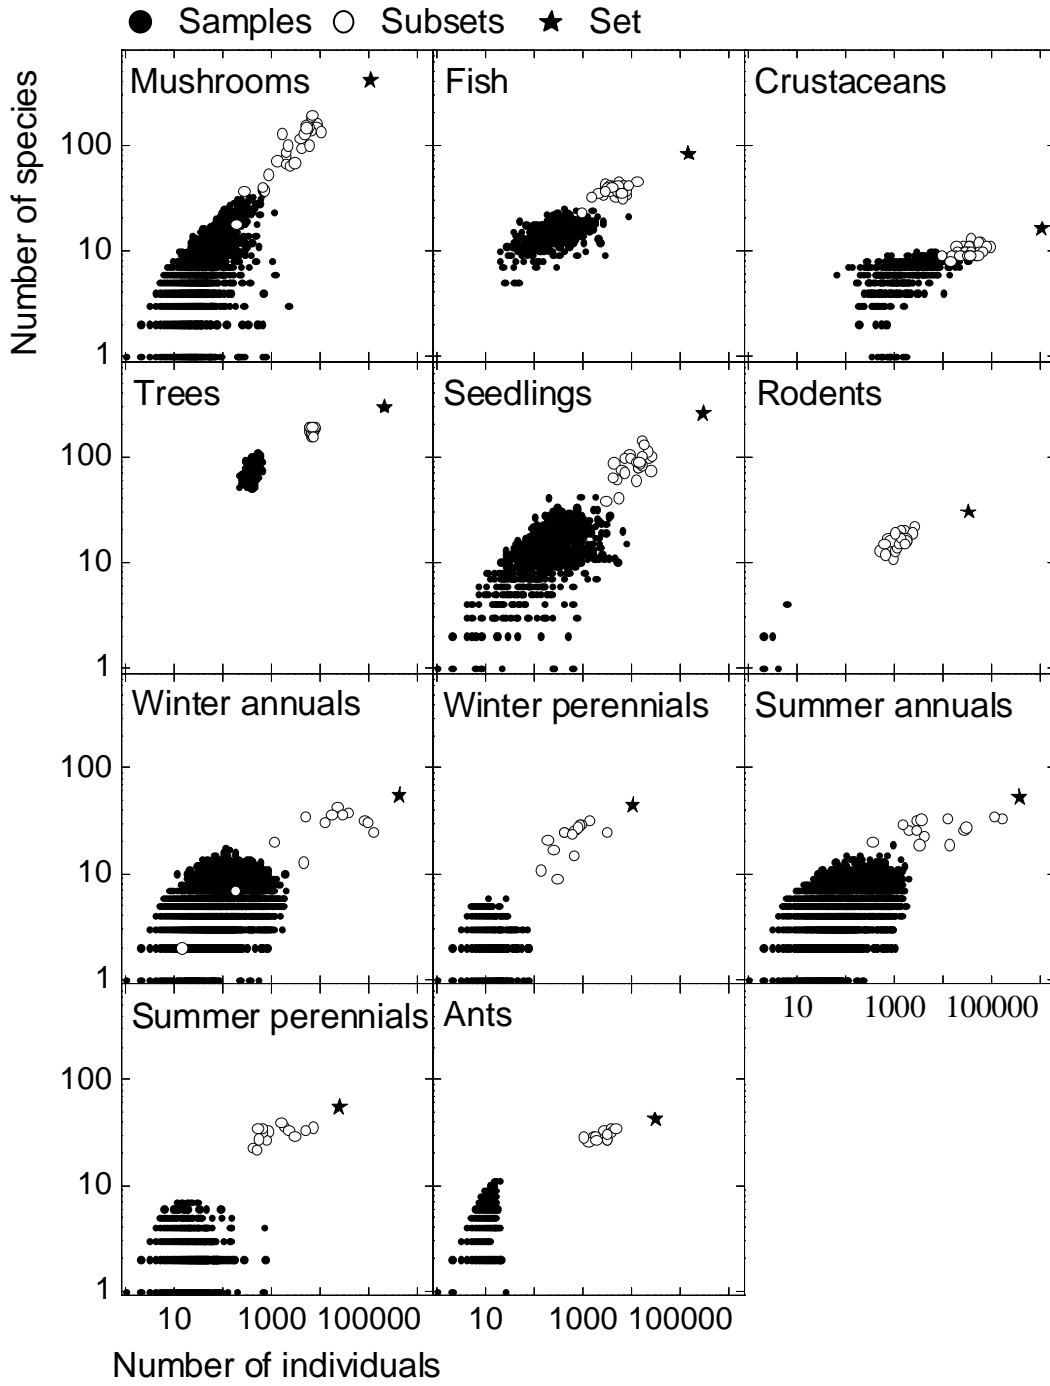 Samples Subsets Set
Number of species
Mushrooms Fish Crustaceans
100
10
1
Trees Seedlings Rodents
100
10
1
Winter annuals Winter perennials Summer annuals
100
10
1
10 1000 100000
Summer perennials Ants
100
10
1
10 1000 100000 10 1000 100000
Number of individuals